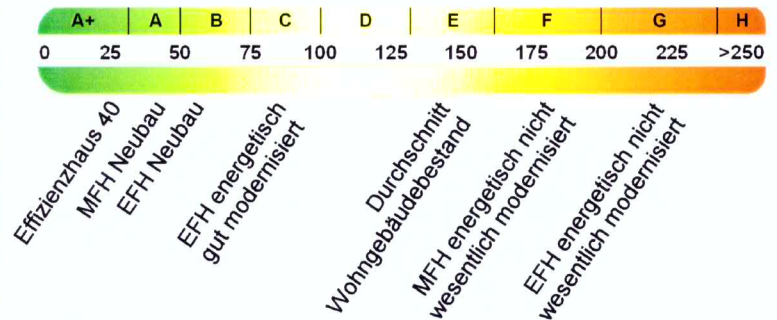 A+ A B C D E F G H
0 25 50 75 100 125 150 175 200 225 >250
Effizienzhaus 40
MFH Neubau
EFH Neubau
EFH energetisch
gut modernisiert
Durchschnitt
Wohngebäudebestand
MFH energetisch nicht
wesentlich modernisiert
EFH energetisch nicht
wesentlich modernisiert